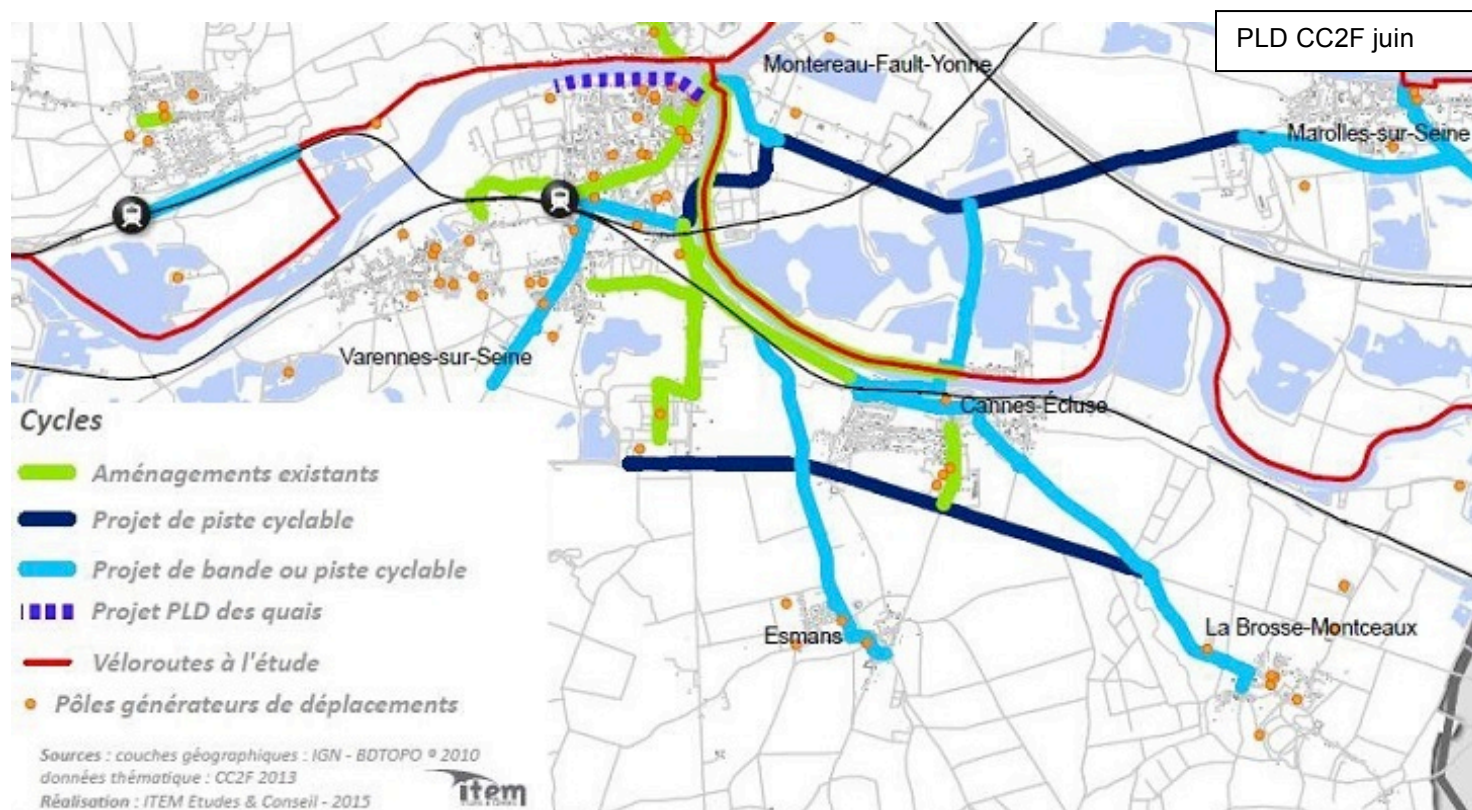 PLD CC2F juin
Montereau-Fault-Yonne
Marolles-sur-Seine
Varennes-sur-Seine
Cannes-Écluse
Esmans
La Brosse-Montceaux
Cycles
Aménagements existants
Projet de piste cyclable
Projet de bande ou piste cyclable
Projet PLD des quais
Véloroutes à l'étude
Pôles générateurs de déplacements
Sources : couches géographiques : IGN - BDTOPO ® 2010
données thématique : CC2F 2013
Réalisation : ITEM Etudes & Conseil - 2015
item